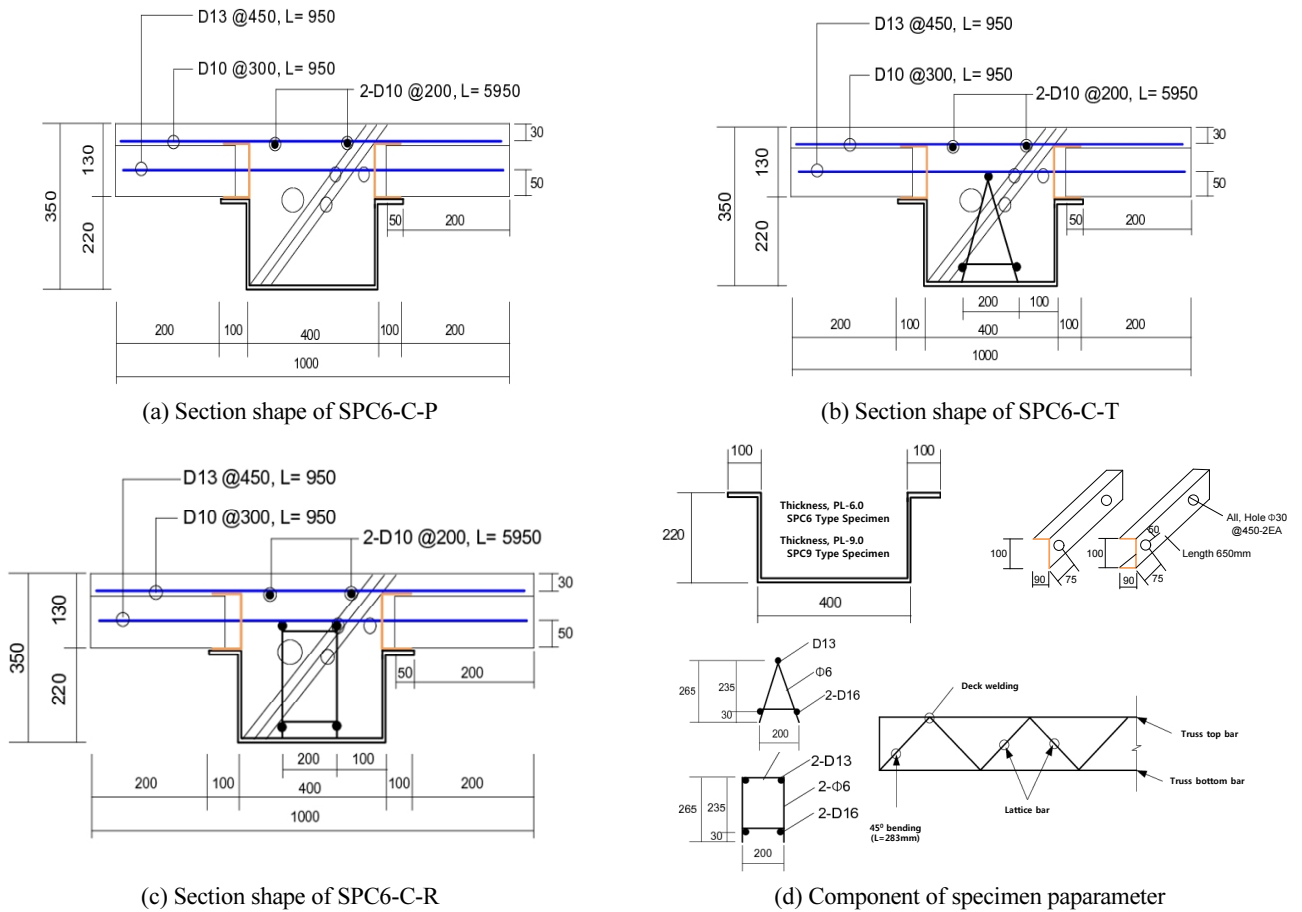 D13 @450, L= 950
D10 @300, L= 950
2-D10 @200, L= 5950
30
130
50
350
220
50
200
200
100
400
100
200
1000
(a) Section shape of SPC6-C-P
D13 @450, L= 950
D10 @300, L= 950
2-D10 @200, L= 5950
30
130
50
350
220
50
200
200
100
200
100
400
100
200
1000
(b) Section shape of SPC6-C-T
D13 @450, L= 950
D10 @300, L= 950
2-D10 @200, L= 5950
30
130
50
350
220
50
200
200
100
200
100
400
100
200
1000
(c) Section shape of SPC6-C-R
100
100
Thickness, PL-6.0
SPC6 Type Specimen
Thickness, PL-9.0
SPC9 Type Specimen
220
400
All, Hole Φ30
@450-2EA
50
Length 650mm
100
100
90
75
90
75
D13
Φ6
2-D16
265
235
30
200
2-D13
2-Φ6
2-D16
265
235
30
200
Deck welding
Truss top bar
Truss bottom bar
Lattice bar
45⁰ bending
(L=283mm)
(d) Component of specimen paparameter